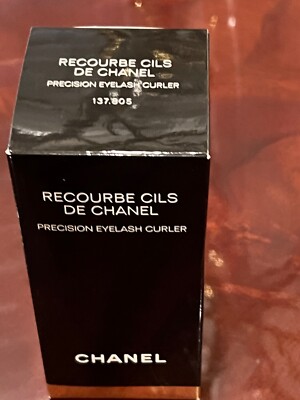 RECOURBE CILS
DE CHANEL
PRECISION EYELASH CURLER
137.805
RECOURBE CILS
DE CHANEL
PRECISION EYELASH CURLER
CHANEL